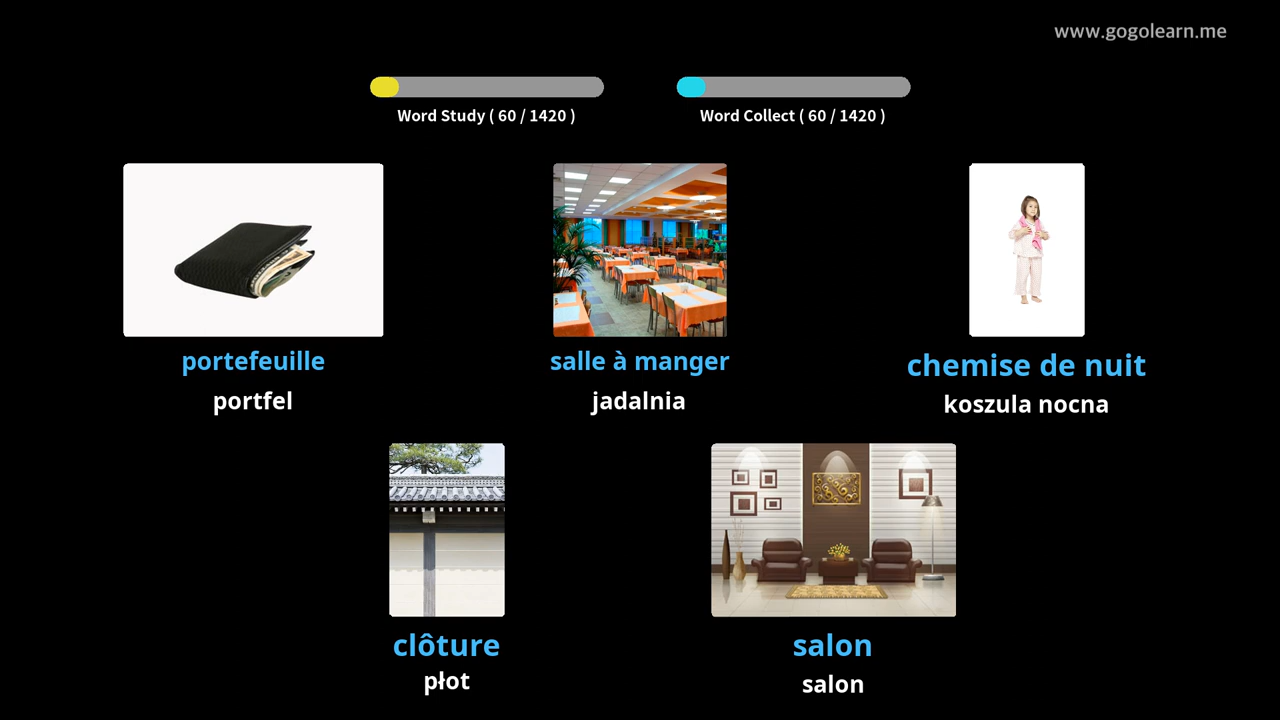 www.gogolearn.me
Word Study ( 60 / 1420 )
Word Collect ( 60 / 1420 )
portefeuille
salle à manger
chemise de nuit
portfel
jadalnia
koszula nocna
clôture
salon
płot
salon